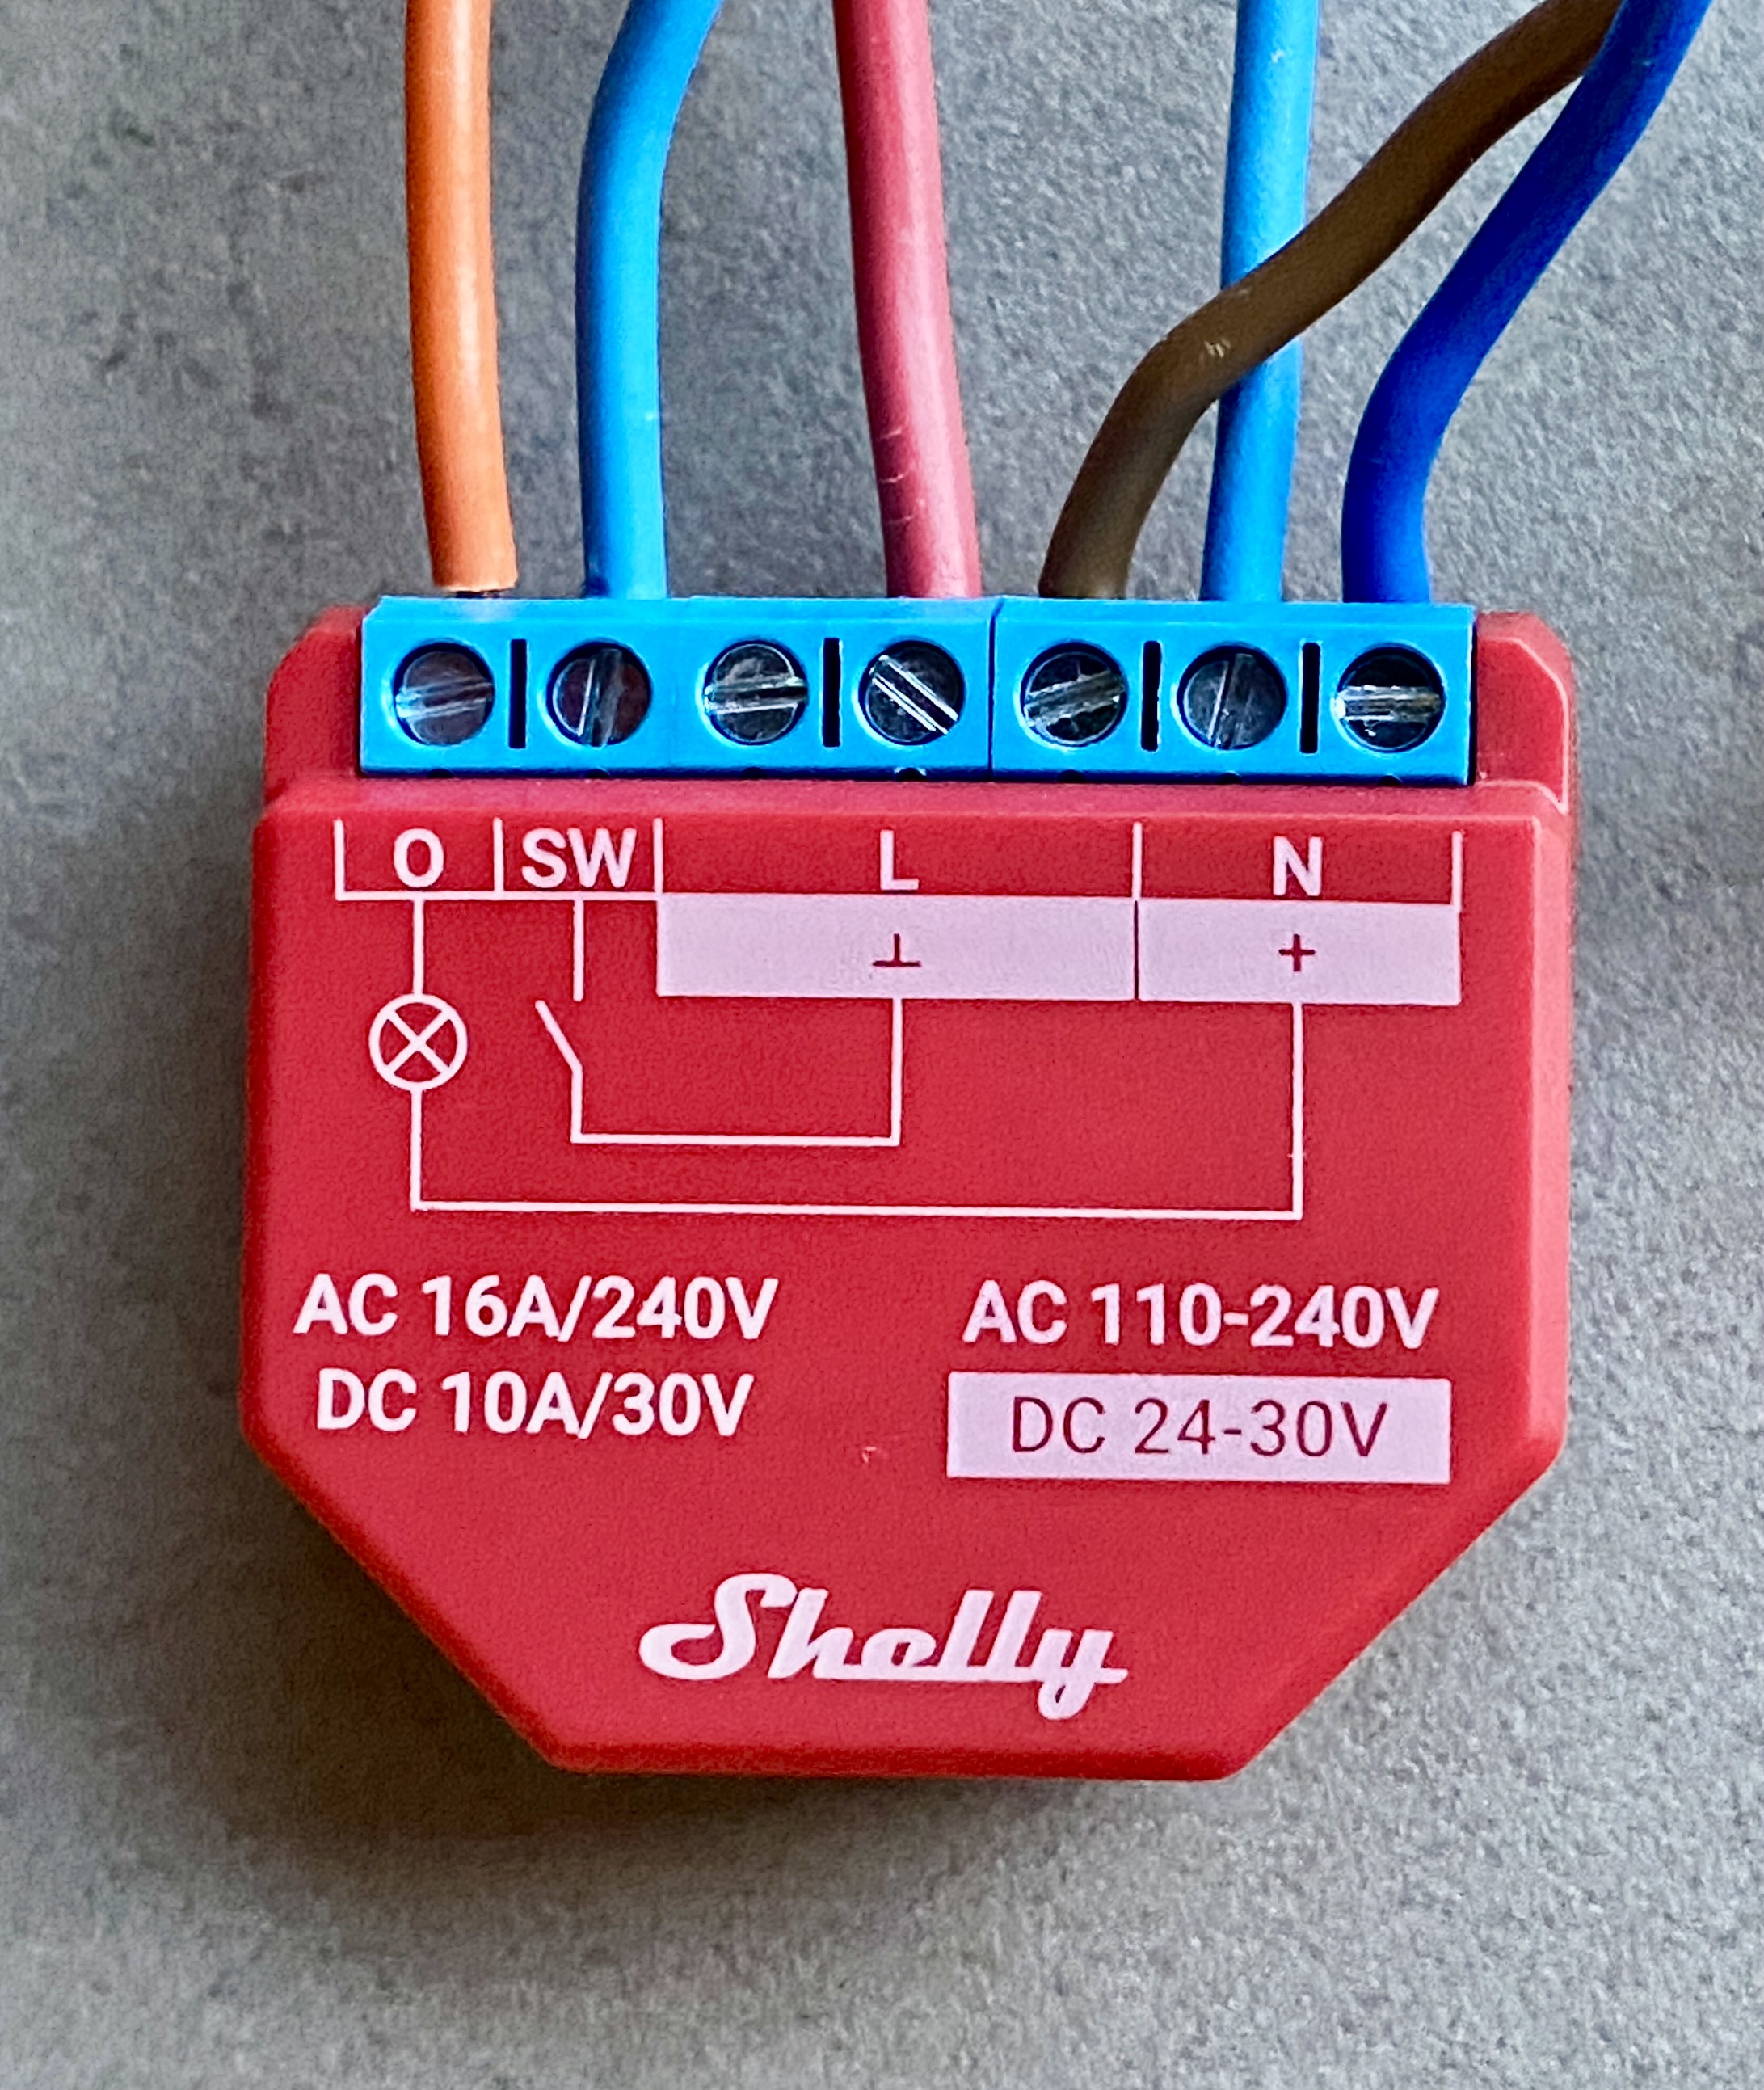 O SW L N
⊥ +
AC 16A/240V AC 110-240V
DC 10A/30V DC 24-30V
Shelly